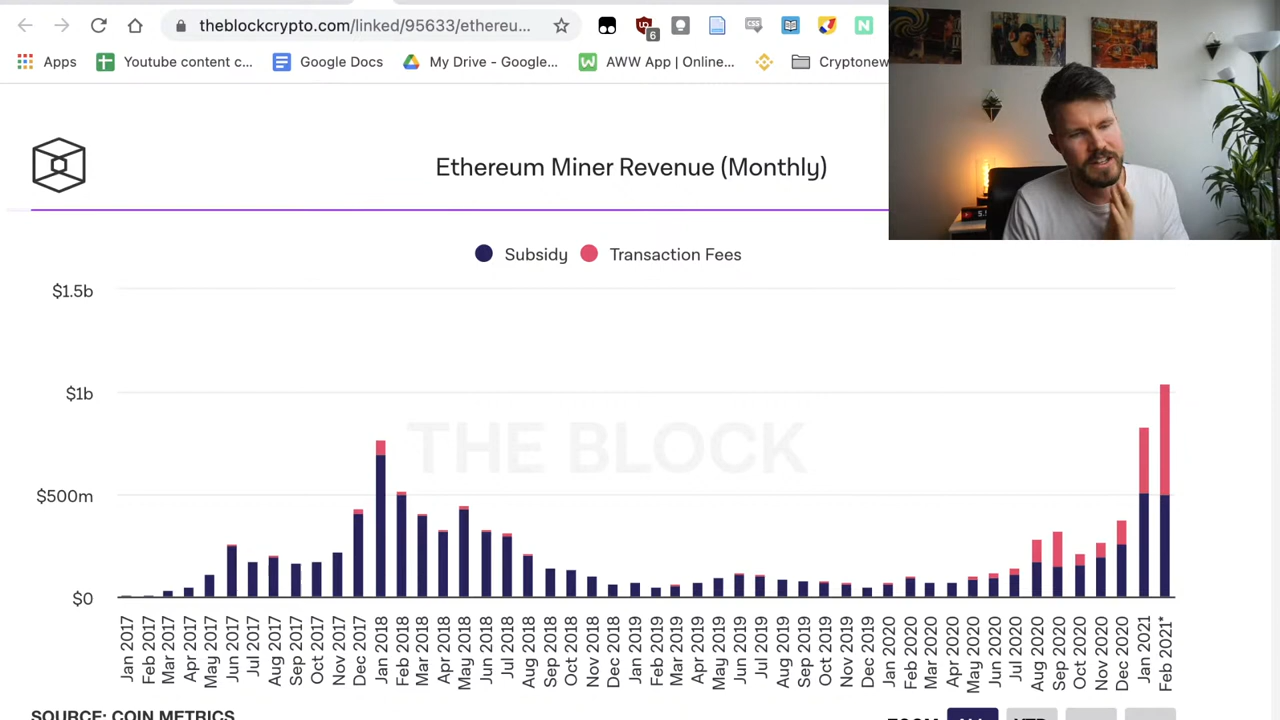 theblockcrypto.com/linked/95633/ethereu...
6
CSS
N
Apps
Youtube content c...
Google Docs
My Drive - Google...
AWW App | Online...
Cryptonew
Ethereum Miner Revenue (Monthly)
Subsidy
Transaction Fees
$1.5b
$1b
$500m
$0
THE BLOCK
Jan 2017
Feb 2017
Mar 2017
Apr 2017
May 2017
Jun 2017
Jul 2017
Aug 2017
Sep 2017
Oct 2017
Nov 2017
Dec 2017
Jan 2018
Feb 2018
Mar 2018
Apr 2018
May 2018
Jun 2018
Jul 2018
Aug 2018
Sep 2018
Oct 2018
Nov 2018
Dec 2018
Jan 2019
Feb 2019
Mar 2019
Apr 2019
May 2019
Jun 2019
Jul 2019
Aug 2019
Sep 2019
Oct 2019
Nov 2019
Dec 2019
Jan 2020
Feb 2020
Mar 2020
Apr 2020
May 2020
Jun 2020
Jul 2020
Aug 2020
Sep 2020
Oct 2020
Nov 2020
Dec 2020
Jan 2021
Feb 2021*
SOURCE: COIN METRICS
ZOOM
ALL
YTD